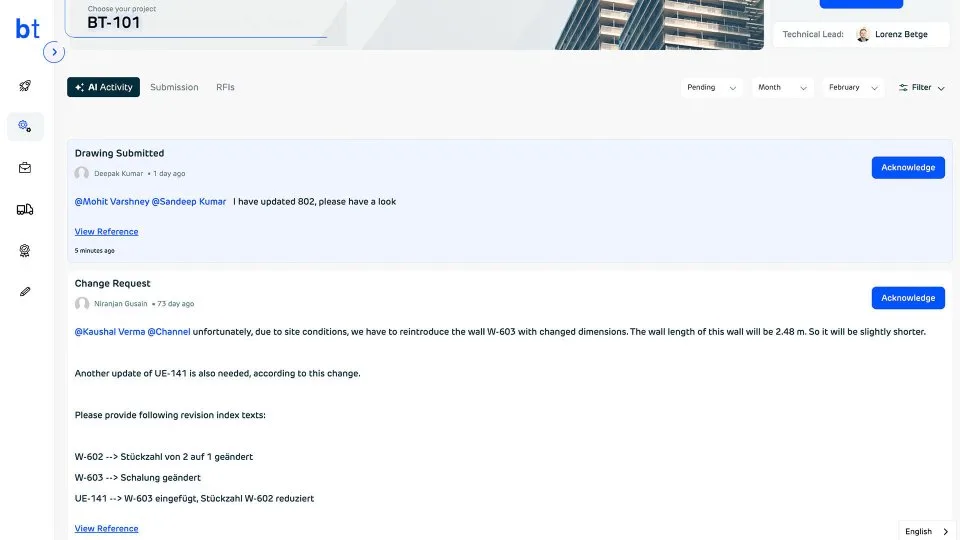 bt
Choose your project
BT-101
Technical Lead: Lorenz Betge
AI Activity Submission RFIs
Pending Month February Filter
Drawing Submitted
Deepak Kumar • 1 day ago
Acknowledge
@Mohit Varshney @Sandeep Kumar I have updated 802, please have a look
View Reference
5 minutes ago
Change Request
Niranjan Gusain • 73 day ago
Acknowledge
@Kaushal Verma @Channel unfortunately, due to site conditions, we have to reintroduce the wall W-603 with changed dimensions. The wall length of this wall will be 2.48 m. So it will be slightly shorter.
Another update of UE-141 is also needed, according to this change.
Please provide following revision index texts:
W-602 --> Stückzahl von 2 auf 1 geändert
W-603 --> Schalung geändert
UE-141 --> W-603 eingefügt, Stückzahl W-602 reduziert
View Reference
English